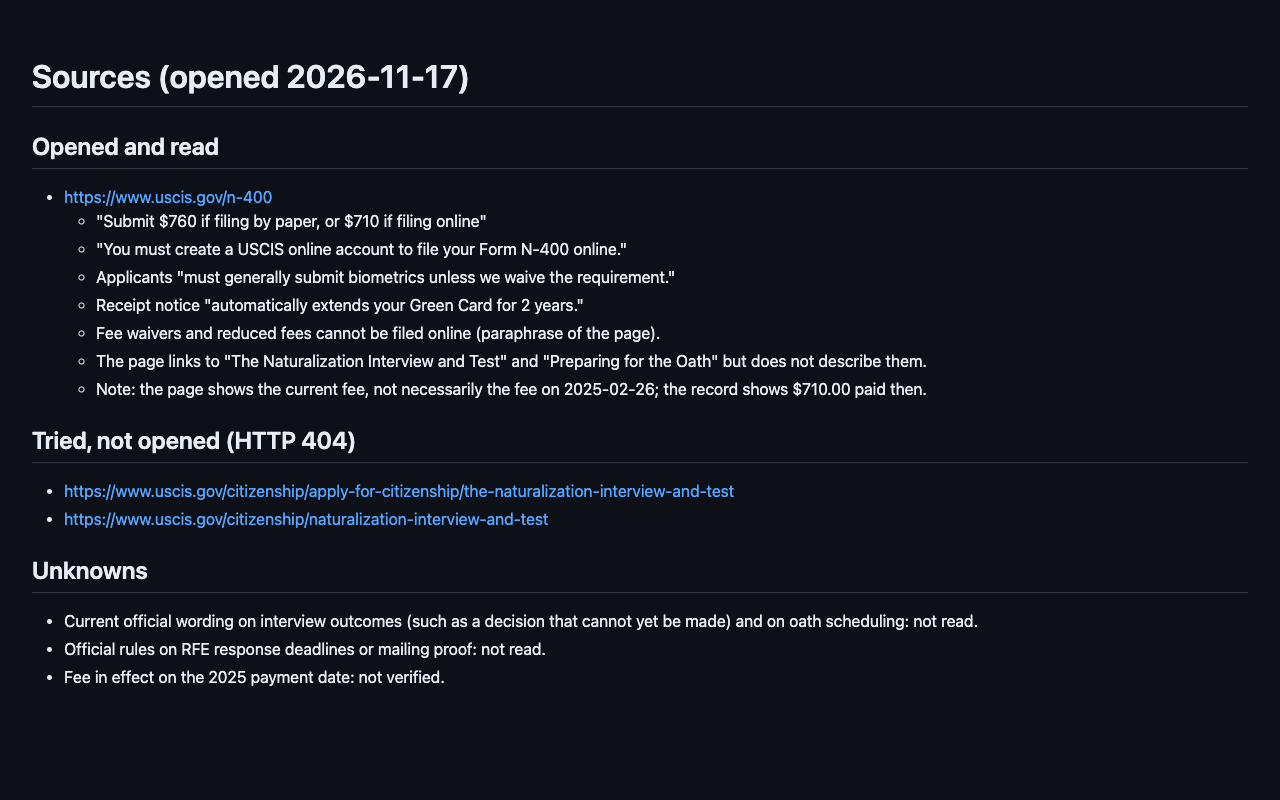 Sources (opened 2026-11-17)
Opened and read
https://www.uscis.gov/n-400
"Submit $760 if filing by paper, or $710 if filing online"
"You must create a USCIS online account to file your Form N-400 online."
Applicants "must generally submit biometrics unless we waive the requirement."
Receipt notice "automatically extends your Green Card for 2 years."
Fee waivers and reduced fees cannot be filed online (paraphrase of the page).
The page links to "The Naturalization Interview and Test" and "Preparing for the Oath" but does not describe them.
Note: the page shows the current fee, not necessarily the fee on 2025-02-26; the record shows $710.00 paid then.
Tried, not opened (HTTP 404)
https://www.uscis.gov/citizenship/apply-for-citizenship/the-naturalization-interview-and-test
https://www.uscis.gov/citizenship/naturalization-interview-and-test
Unknowns
Current official wording on interview outcomes (such as a decision that cannot yet be made) and on oath scheduling: not read.
Official rules on RFE response deadlines or mailing proof: not read.
Fee in effect on the 2025 payment date: not verified.